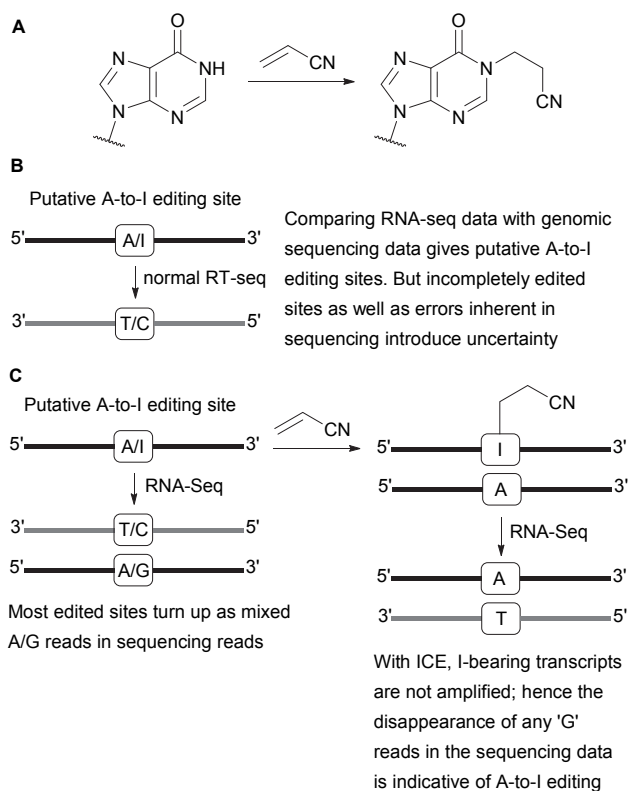 A
O
N
NH
N
N
CN
O
N
N
N
N
CN
B
Putative A-to-I editing site
5' A/I 3'
normal RT-seq
3' T/C 5'
Comparing RNA-seq data with genomic
sequencing data gives putative A-to-I
editing sites. But incompletely edited
sites as well as errors inherent in
sequencing introduce uncertainty
C
Putative A-to-I editing site
5' A/I 3'
RNA-Seq
3' T/C 5'
5' A/G 3'
Most edited sites turn up as mixed
A/G reads in sequencing reads
CN
CN
5' I 3'
5' A 3'
RNA-Seq
5' A 3'
3' T 5'
With ICE, I-bearing transcripts
are not amplified; hence the
disappearance of any 'G'
reads in the sequencing data
is indicative of A-to-I editing